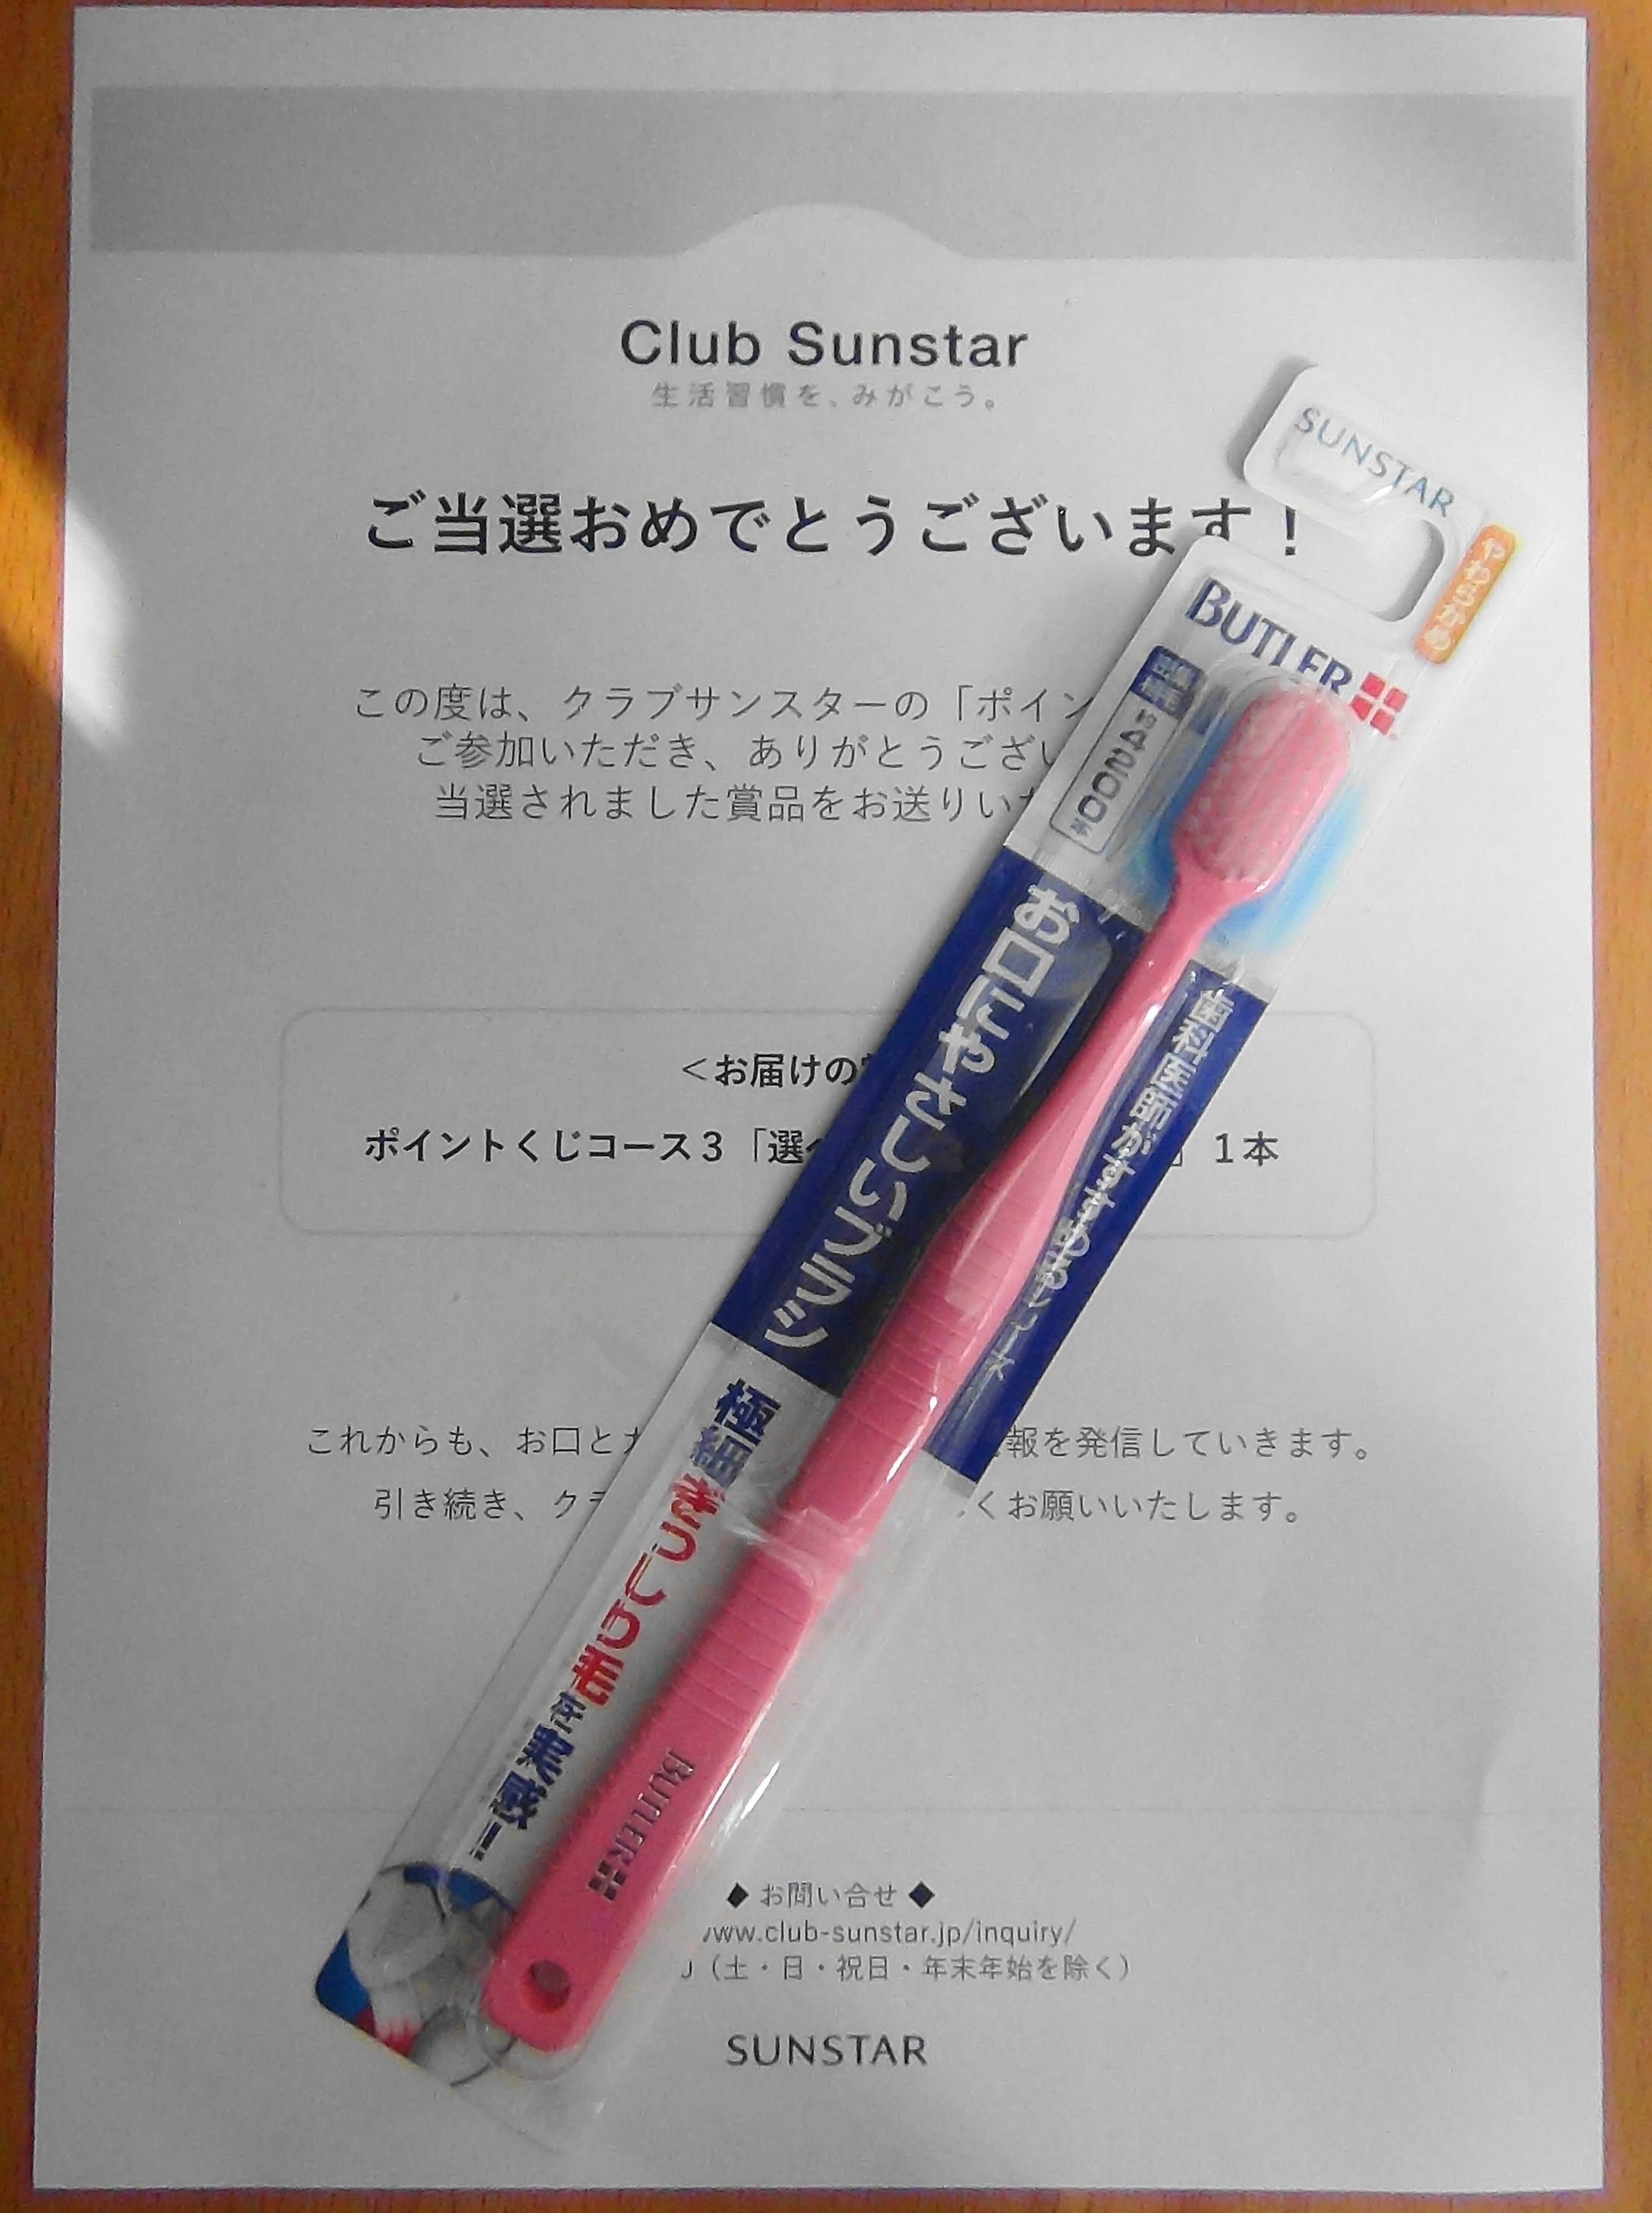 Club Sunstar
生活習慣を、みがこう。
ご当選おめでとうございます！
この度は、クラブサンスターの「ポイン
ご参加いただき、ありがとうござい
当選されました賞品をお送りい
＜お届けの
ポイントくじコース3「選
」1本
これからも、お口と
報を発信していきます。
引き続き、ク
くお願いいたします。
◆ お問い合せ ◆
www.club-sunstar.jp/inquiry/
（土・日・祝日・年末年始を除く）
SUNSTAR
SUNSTAR
やわらかめ
BUTLER
約4200本
お口にやさしいブラシ
歯科医師がすすめるシリーズ
極細ぎっしり毛を実感!!
BUTLER